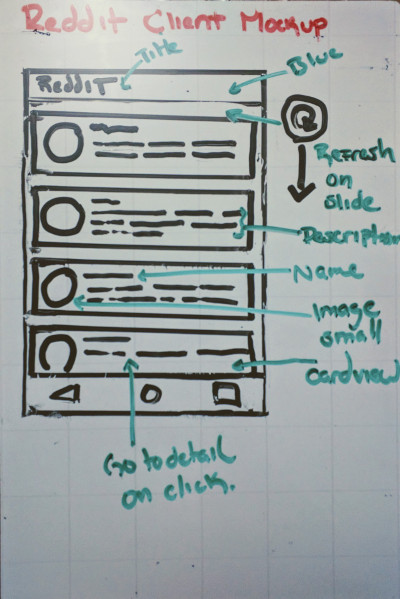 Reddit Client Mockup
Title
Blue
Reddit
Refresh
on
slide
Description
Name
Image
small
Cardview
Go to detail
on click.